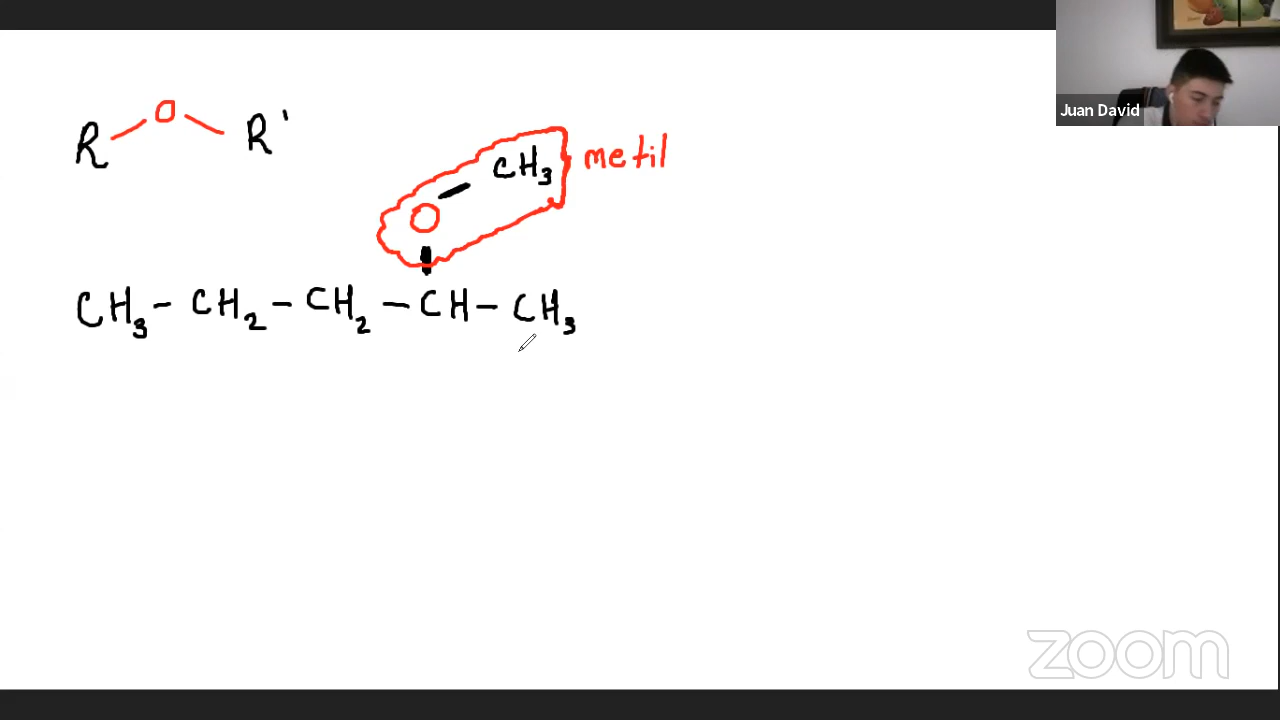 Juan David
R - O - R'
CH₃ metil
O
CH₃ - CH₂ - CH₂ - CH - CH₃
zoom